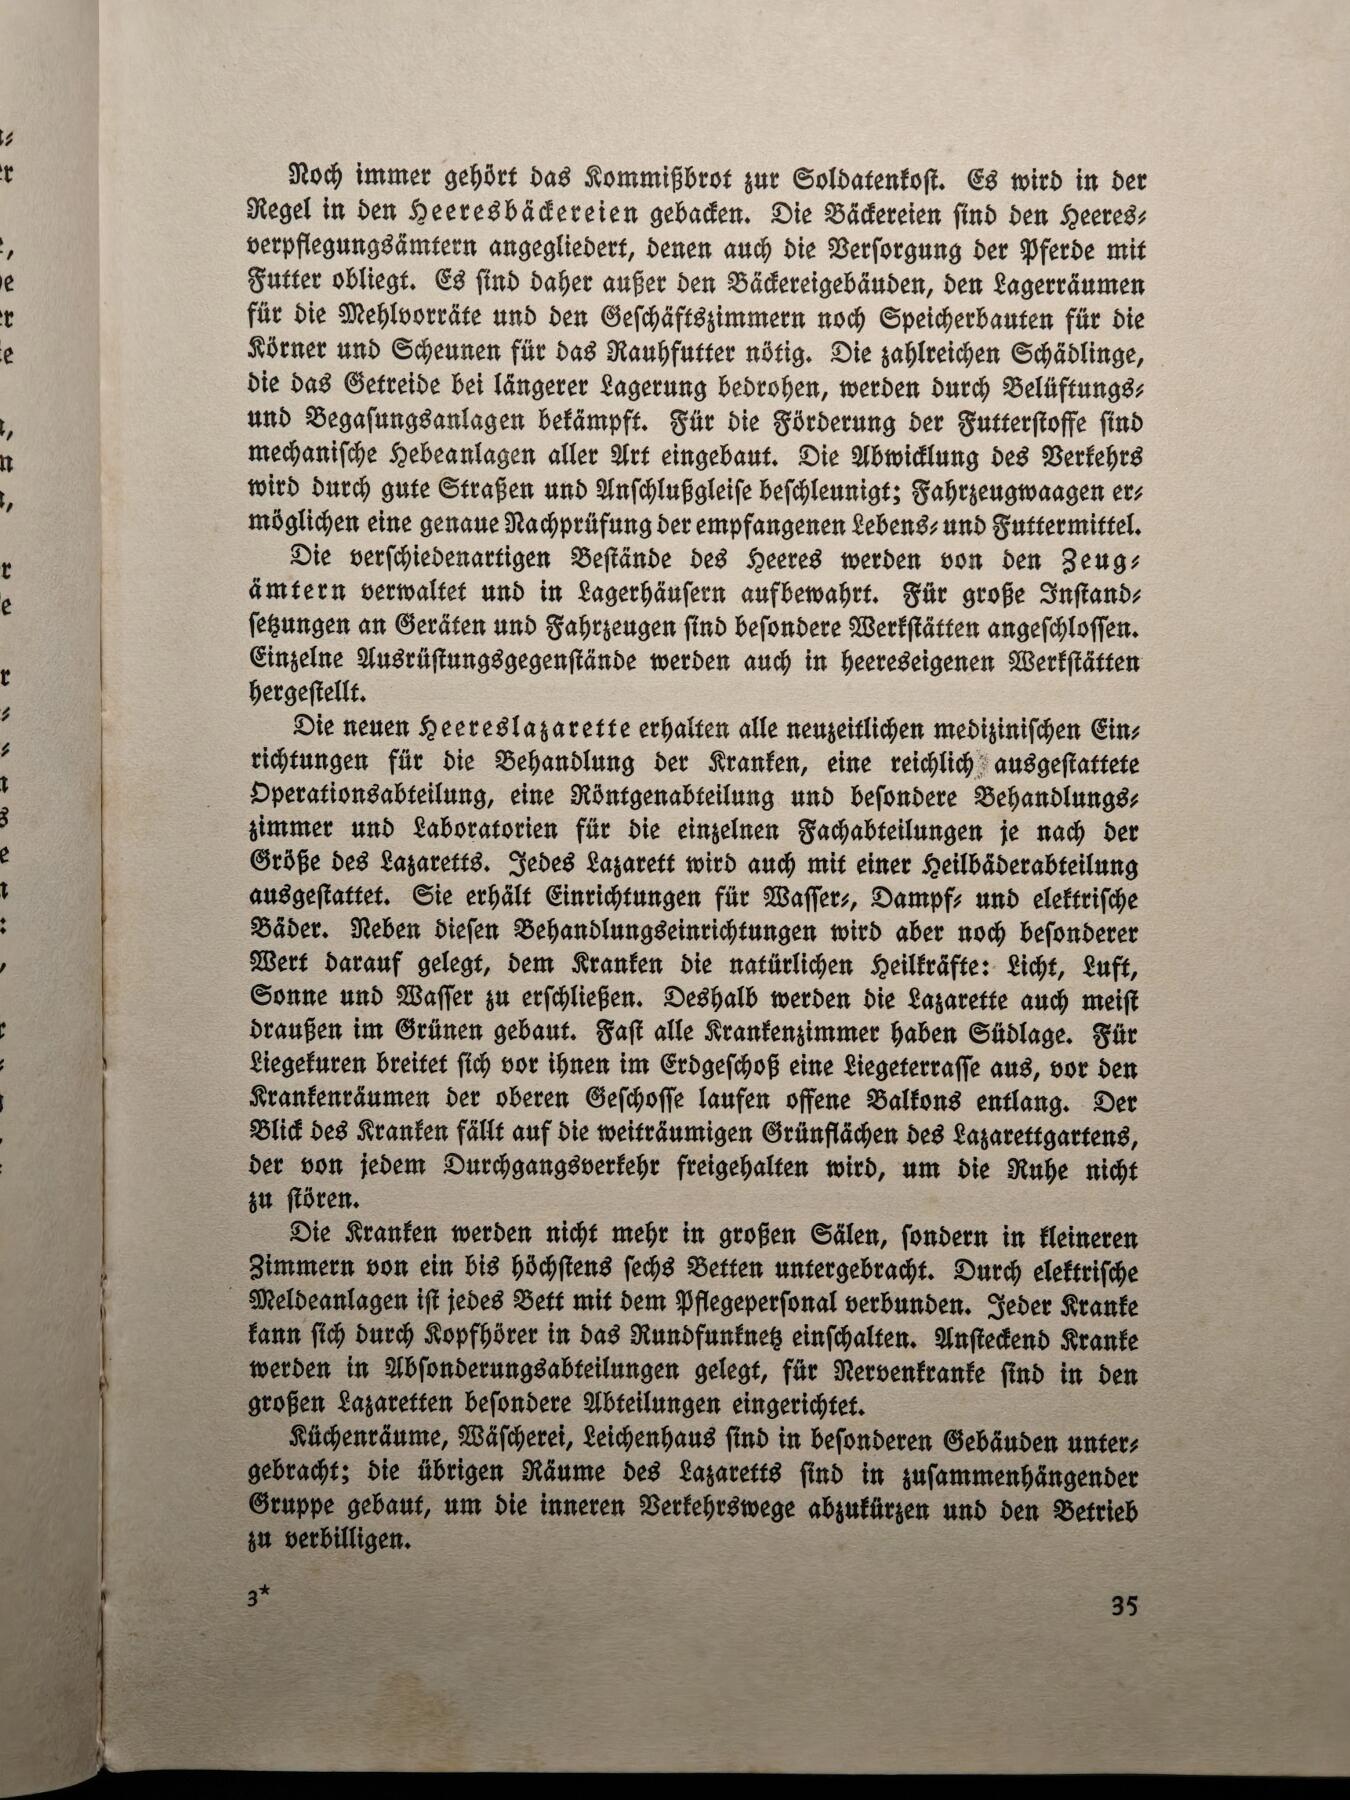 Noch immer gehört das Kommißbrot zur Soldatenkost. Es wird in der
Regel in den Heeresbäckereien gebacken. Die Bäckereien sind den Heeres-
verpflegungsämtern angegliedert, denen auch die Versorgung der Pferde mit
Futter obliegt. Es sind daher außer den Bäckereigebäuden, den Lagerräumen
für die Mehlvorräte und den Geschäftszimmern noch Speicherbauten für die
Körner und Scheunen für das Rauhfutter nötig. Die zahlreichen Schädlinge,
die das Getreide bei längerer Lagerung bedrohen, werden durch Belüftungs-
und Begasungsanlagen bekämpft. Für die Förderung der Futterstoffe sind
mechanische Hebeanlagen aller Art eingebaut. Die Abwicklung des Verkehrs
wird durch gute Straßen und Anschlußgleise beschleunigt; Fahrzeugwaagen er-
möglichen eine genaue Nachprüfung der empfangenen Lebens- und Futtermittel.
Die verschiedenartigen Bestände des Heeres werden von den Zeug-
ämtern verwaltet und in Lagerhäusern aufbewahrt. Für große Instand-
setzungen an Geräten und Fahrzeugen sind besondere Werkstätten angeschlossen.
Einzelne Ausrüstungsgegenstände werden auch in heereseigenen Werkstätten
hergestellt.
Die neuen Heereslazarette erhalten alle neuzeitlichen medizinischen Ein-
richtungen für die Behandlung der Kranken, eine reichlich ausgestattete
Operationsabteilung, eine Röntgenabteilung und besondere Behandlungs-
zimmer und Laboratorien für die einzelnen Fachabteilungen je nach der
Größe des Lazaretts. Jedes Lazarett wird auch mit einer Heilbäderabteilung
ausgestattet. Sie erhält Einrichtungen für Wasser-, Dampf- und elektrische
Bäder. Neben diesen Behandlungseinrichtungen wird aber noch besonderer
Wert darauf gelegt, dem Kranken die natürlichen Heilkräfte: Licht, Luft,
Sonne und Wasser zu erschließen. Deshalb werden die Lazarette auch meist
draußen im Grünen gebaut. Fast alle Krankenzimmer haben Südlage. Für
Liegekuren breitet sich vor ihnen im Erdgeschoß eine Liegeterrasse aus, vor den
Krankenräumen der oberen Geschosse laufen offene Balkons entlang. Der
Blick des Kranken fällt auf die weiträumigen Grünflächen des Lazarettgartens,
der von jedem Durchgangsverkehr freigehalten wird, um die Ruhe nicht
zu stören.
Die Kranken werden nicht mehr in großen Sälen, sondern in kleineren
Zimmern von ein bis höchstens sechs Betten untergebracht. Durch elektrische
Meldeanlagen ist jedes Bett mit dem Pflegepersonal verbunden. Jeder Kranke
kann sich durch Kopfhörer in das Rundfunknetz einschalten. Ansteckend Kranke
werden in Absonderungsabteilungen gelegt, für Nervenkranke sind in den
großen Lazaretten besondere Abteilungen eingerichtet.
Küchenräume, Wäscherei, Leichenhaus sind in besonderen Gebäuden unter-
gebracht; die übrigen Räume des Lazaretts sind in zusammenhängender
Gruppe gebaut, um die inneren Verkehrswege abzukürzen und den Betrieb
zu verbilligen.
3*
35